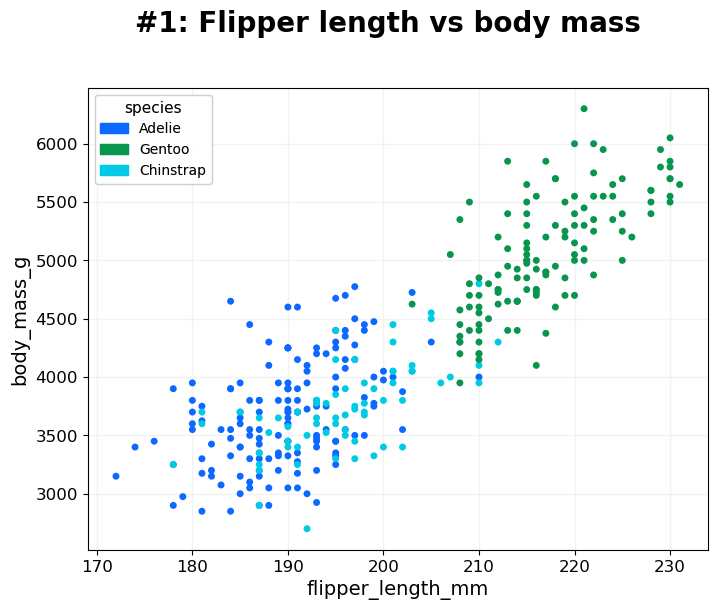 #1: Flipper length vs body mass
species
Adelie
Gentoo
Chinstrap
body_mass_g
6000
5500
5000
4500
4000
3500
3000
170 180 190 200 210 220 230
flipper_length_mm